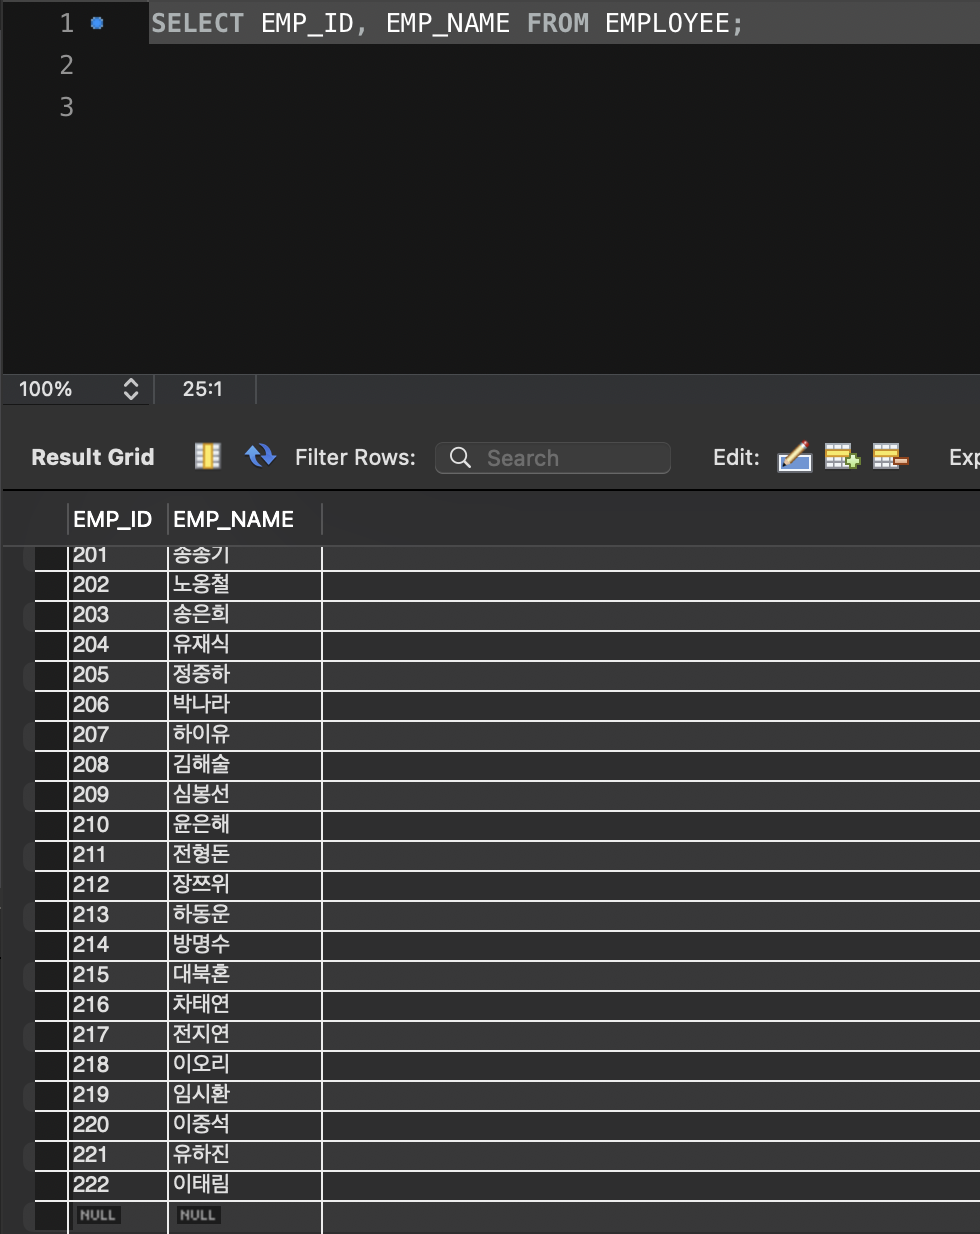 1 SELECT EMP_ID, EMP_NAME FROM EMPLOYEE;
2
3
100% 25:1
Result Grid Filter Rows: Search Edit: Exp
EMP_ID EMP_NAME
201 송종기
202 노옹철
203 송은희
204 유재식
205 정중하
206 박나라
207 하이유
208 김해술
209 심봉선
210 윤은해
211 전형돈
212 장쯔위
213 하동운
214 방명수
215 대북혼
216 차태연
217 전지연
218 이오리
219 임시환
220 이중석
221 유하진
222 이태림
NULL NULL